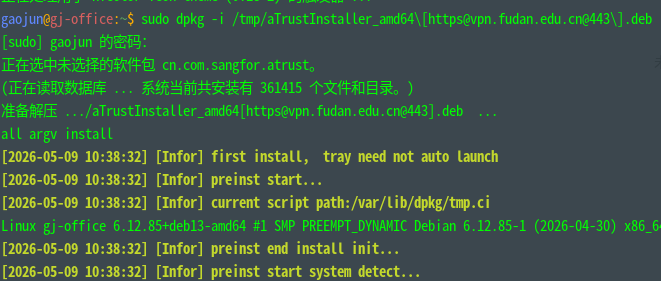 gaojun@gj-office:~$ sudo dpkg -i /tmp/aTrustInstaller_amd64\[https@vpn.fudan.edu.cn@443\].deb
[sudo] gaojun 的密码:
正在选中未选择的软件包 cn.com.sangfor.atrust。
(正在读取数据库 ... 系统当前共安装有 361415 个文件和目录。)
准备解压 .../aTrustInstaller_amd64[https@vpn.fudan.edu.cn@443].deb ...
all argv install
[2026-05-09 10:38:32] [Infor] first install, tray need not auto launch
[2026-05-09 10:38:32] [Infor] preinst start...
[2026-05-09 10:38:32] [Infor] current script path:/var/lib/dpkg/tmp.ci
Linux gj-office 6.12.85+deb13-amd64 #1 SMP PREEMPT_DYNAMIC Debian 6.12.85-1 (2026-04-30) x86_64
[2026-05-09 10:38:32] [Infor] preinst end install init...
[2026-05-09 10:38:32] [Infor] preinst start system detect...